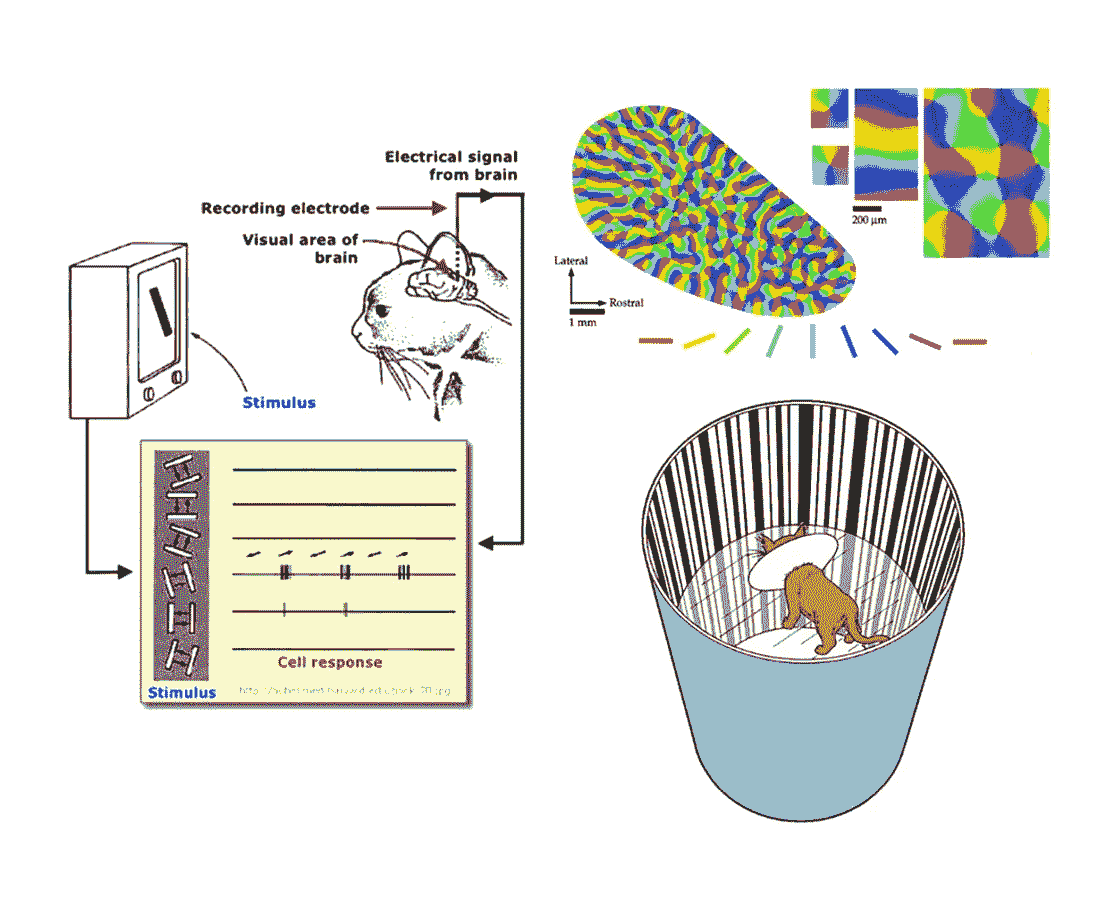 Electrical signal
from brain
Recording electrode
Visual area of
brain
Stimulus
Cell response
Stimulus
Lateral
Rostral
1 mm
200 μm